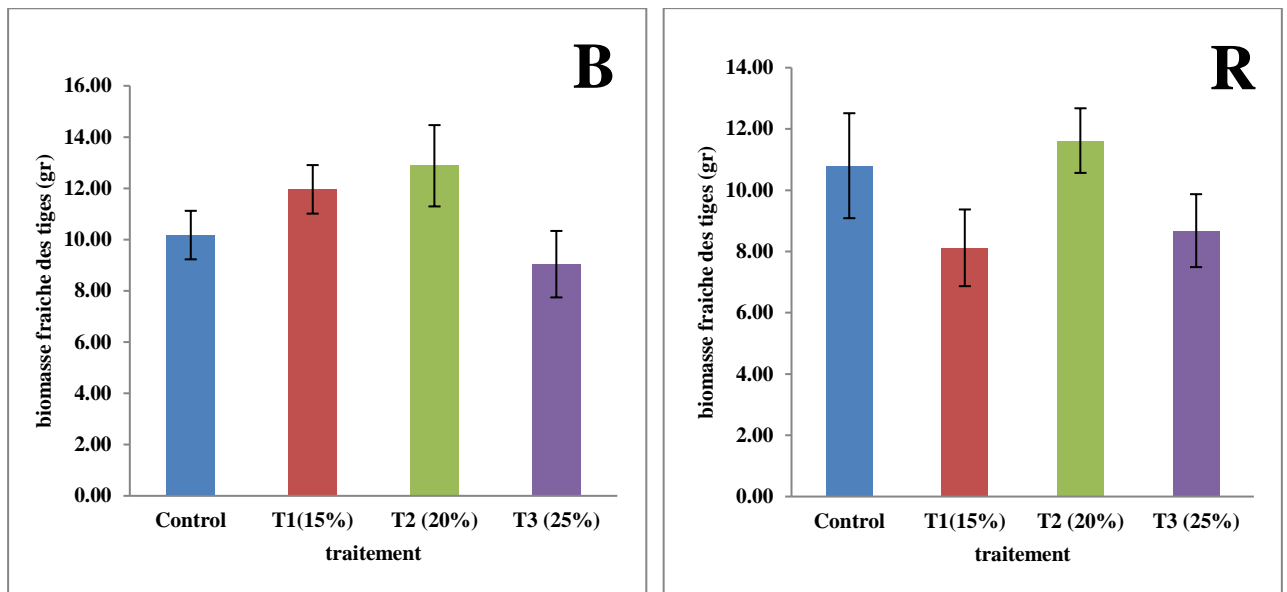 B
biomasse fraiche des tiges (gr)
16.00
14.00
12.00
10.00
8.00
6.00
4.00
2.00
0.00
Control T1(15%) T2 (20%) T3 (25%)
traitement
R
biomasse fraiche des tiges (gr)
14.00
12.00
10.00
8.00
6.00
4.00
2.00
0.00
Control T1(15%) T2 (20%) T3 (25%)
traitement